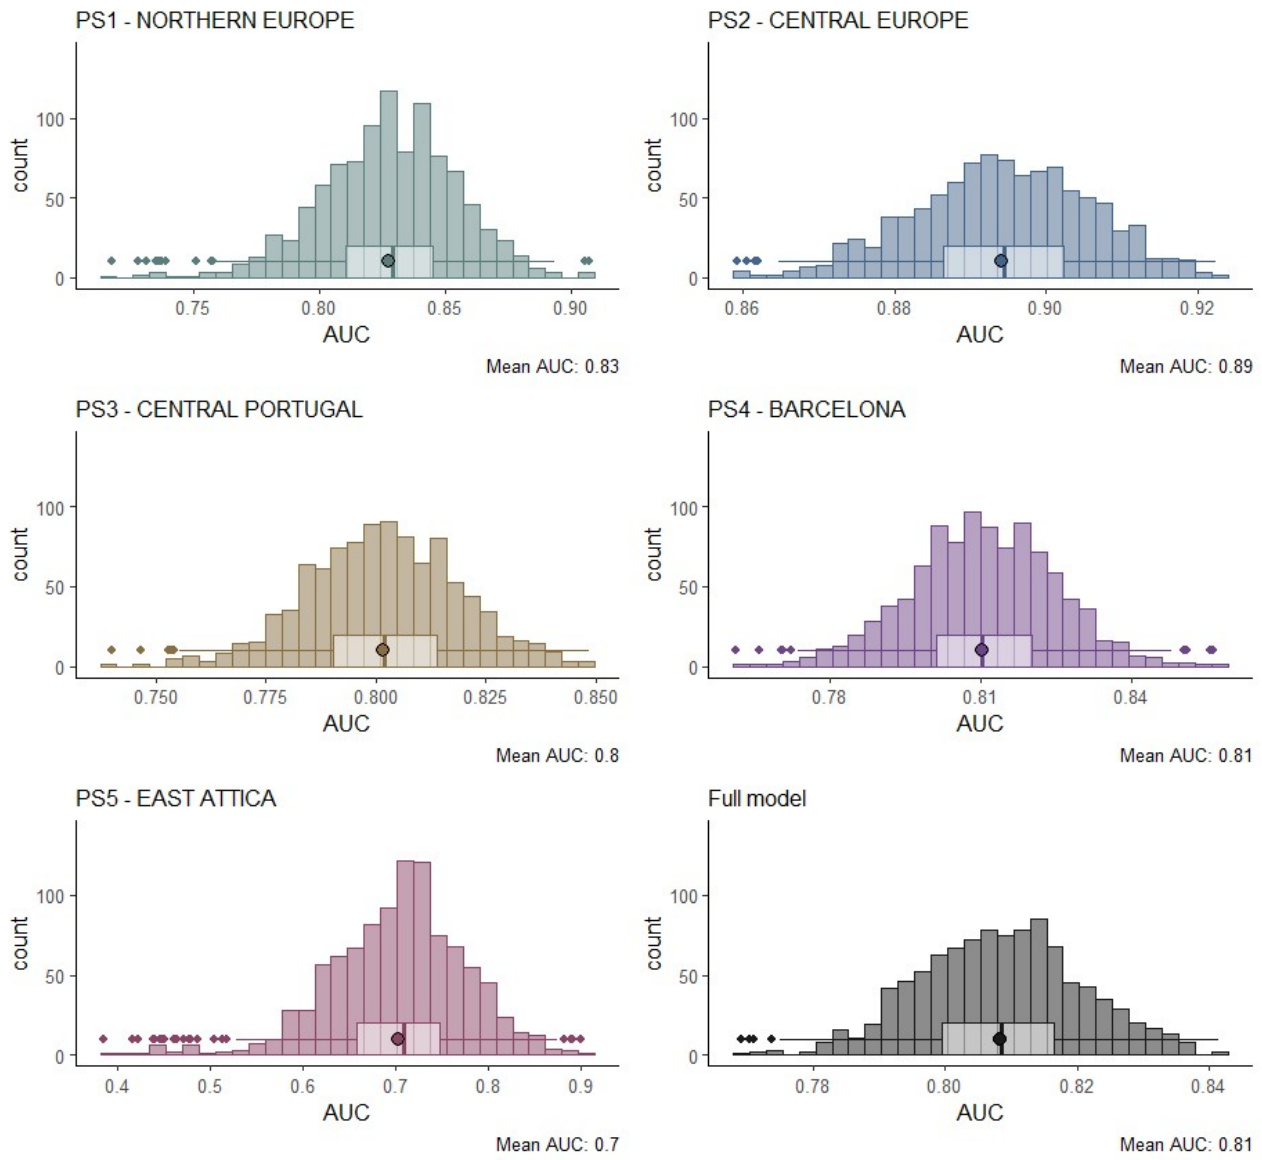 PS1 - NORTHERN EUROPE
count
100
50
0
0.75 0.80 0.85 0.90
AUC
Mean AUC: 0.83
PS2 - CENTRAL EUROPE
count
100
50
0
0.86 0.88 0.90 0.92
AUC
Mean AUC: 0.89
PS3 - CENTRAL PORTUGAL
count
100
50
0
0.750 0.775 0.800 0.825 0.850
AUC
Mean AUC: 0.8
PS4 - BARCELONA
count
100
50
0
0.78 0.81 0.84
AUC
Mean AUC: 0.81
PS5 - EAST ATTICA
count
100
50
0
0.4 0.5 0.6 0.7 0.8 0.9
AUC
Mean AUC: 0.7
Full model
count
100
50
0
0.78 0.80 0.82 0.84
AUC
Mean AUC: 0.81